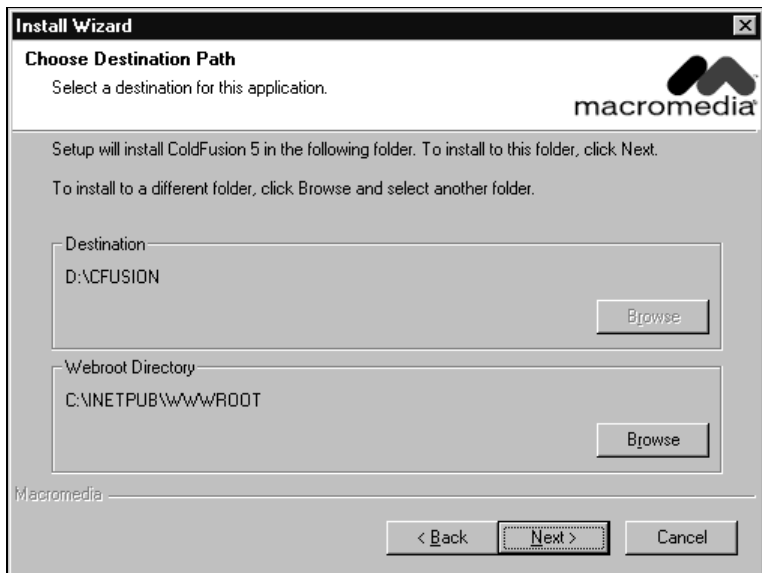 Install Wizard
Choose Destination Path
Select a destination for this application.
macromedia
Setup will install ColdFusion 5 in the following folder. To install to this folder, click Next.
To install to a different folder, click Browse and select another folder.
Destination
D:\CFUSION
Browse
Webroot Directory
C:\INETPUB\WWWROOT
Browse
Macromedia
< Back
Next >
Cancel